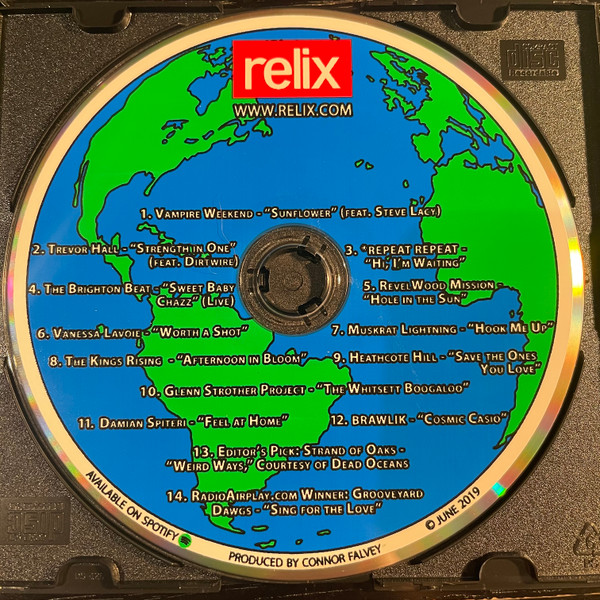 relix
WWW.RELIX.COM
1. Vampire Weekend - "Sunflower" (feat. Steve Lacy)
2. Trevor Hall - "Strength in One"
(feat. Dirtwire)
3. *repeat repeat -
"Hi, I'm Waiting"
4. The Brighton Beat - "Sweet Baby
Chazz" (Live)
5. RevelWood Mission -
"Hole in the Sun"
6. Vanessa Lavoie - "Worth a Shot"
7. Muskrat Lightning - "Hook Me Up"
8. The Kings Rising - "Afternoon in Bloom"
9. Heathcote Hill - "Save the Ones
You Love"
10. Glenn Strother Project - "The Whitsett Boogaloo"
11. Damian Spiteri - "Feel at Home"
12. BRAWLIK - "Cosmic Casio"
13. Editor's Pick: Strand of Oaks -
"Weird Ways," Courtesy of Dead Oceans
14. RadioAirplay.com Winner: Grooveyard
Dawgs - "Sing for the Love"
AVAILABLE ON SPOTIFY
PRODUCED BY CONNOR FALVEY
© JUNE 2019
disc
Recordable